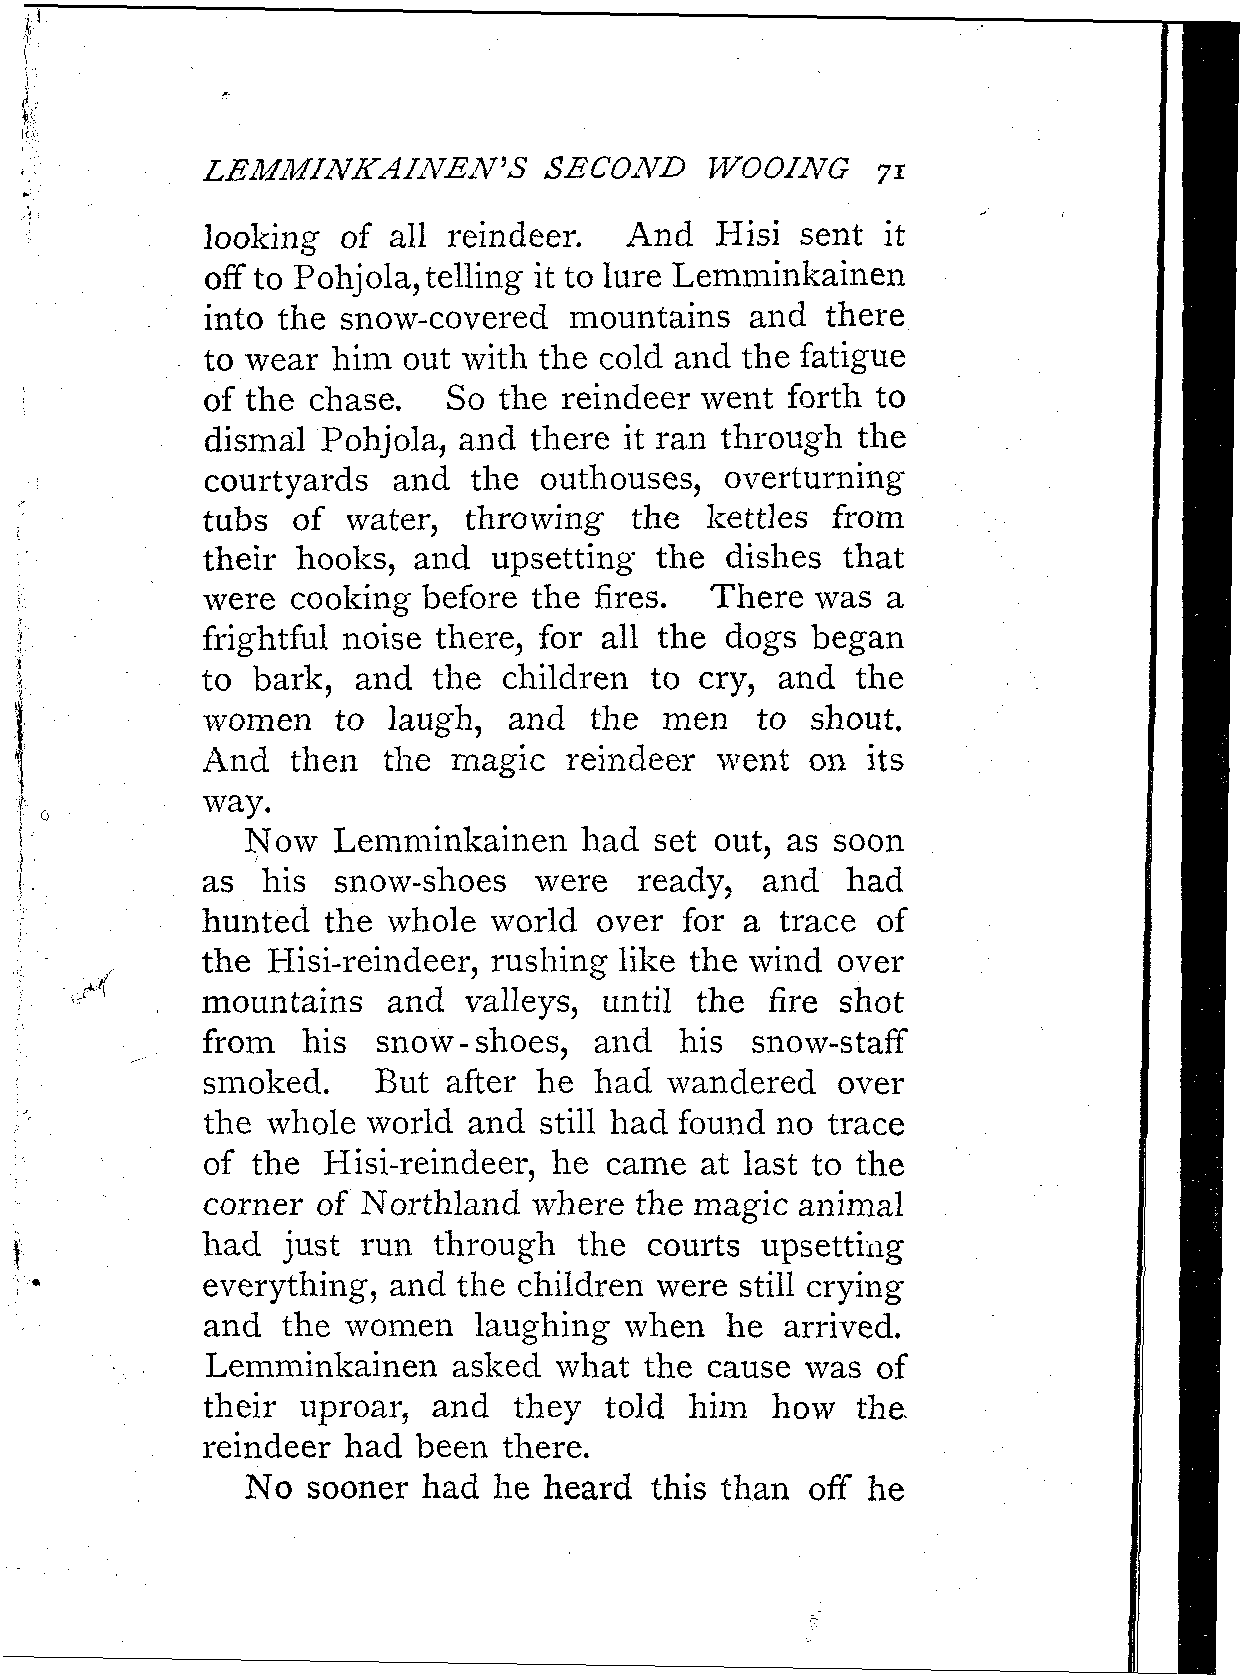 LEMMINKAINEN'S SECOND WOOING 71
looking of all reindeer. And Hisi sent it
off to Pohjola, telling it to lure Lemminkainen
into the snow-covered mountains and there
to wear him out with the cold and the fatigue
of the chase. So the reindeer went forth to
dismal Pohjola, and there it ran through the
courtyards and the outhouses, overturning
tubs of water, throwing the kettles from
their hooks, and upsetting the dishes that
were cooking before the fires. There was a
frightful noise there, for all the dogs began
to bark, and the children to cry, and the
women to laugh, and the men to shout.
And then the magic reindeer went on its
way.
Now Lemminkainen had set out, as soon
as his snow-shoes were ready, and had
hunted the whole world over for a trace of
the Hisi-reindeer, rushing like the wind over
mountains and valleys, until the fire shot
from his snow-shoes, and his snow-staff
smoked. But after he had wandered over
the whole world and still had found no trace
of the Hisi-reindeer, he came at last to the
corner of Northland where the magic animal
had just run through the courts upsetting
everything, and the children were still crying
and the women laughing when he arrived.
Lemminkainen asked what the cause was of
their uproar, and they told him how the
reindeer had been there.
No sooner had he heard this than off he